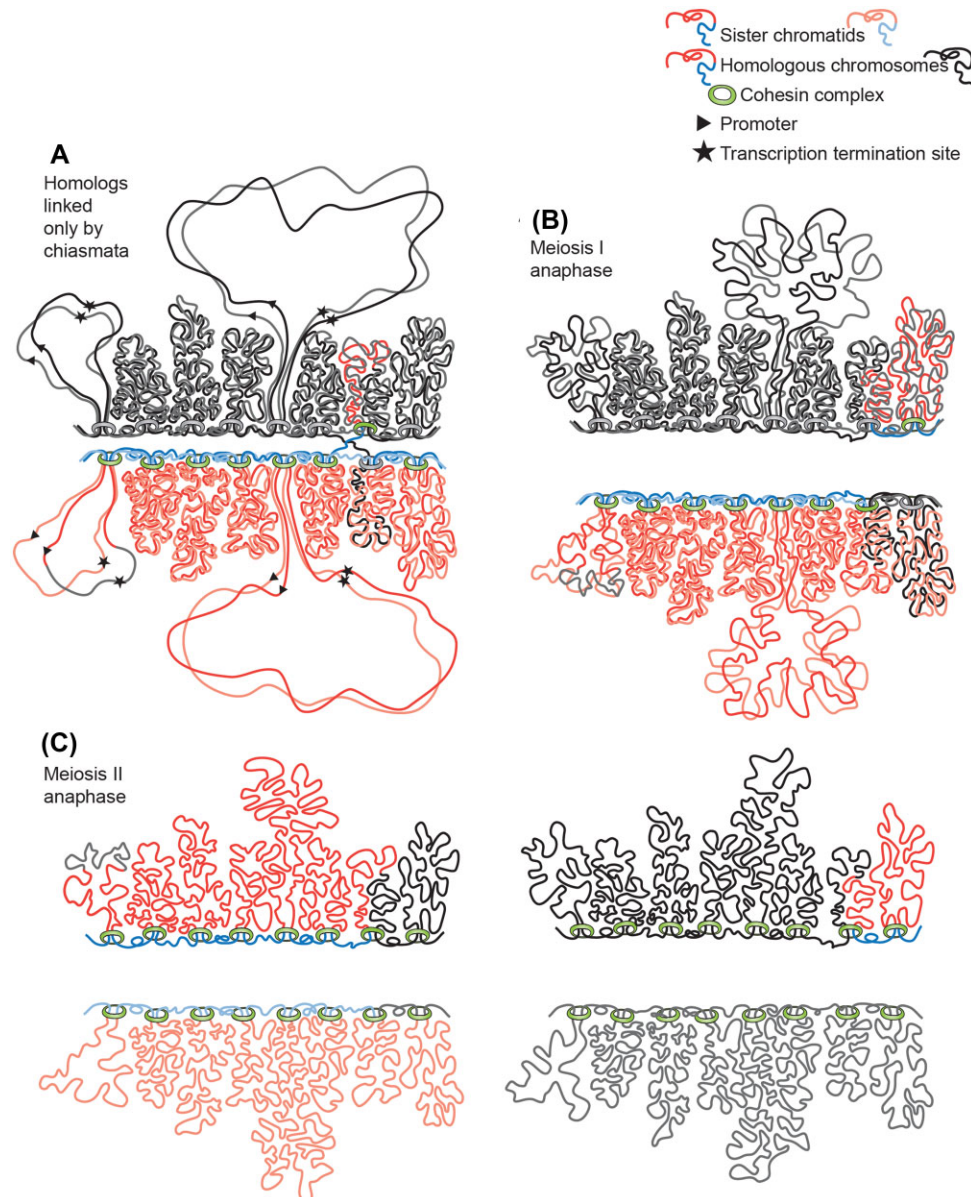 Sister chromatids
Homologous chromosomes
Cohesin complex
Promoter
Transcription termination site
A
Homologs
linked
only by
chiasmata
(B)
Meiosis I
anaphase
(C)
Meiosis II
anaphase